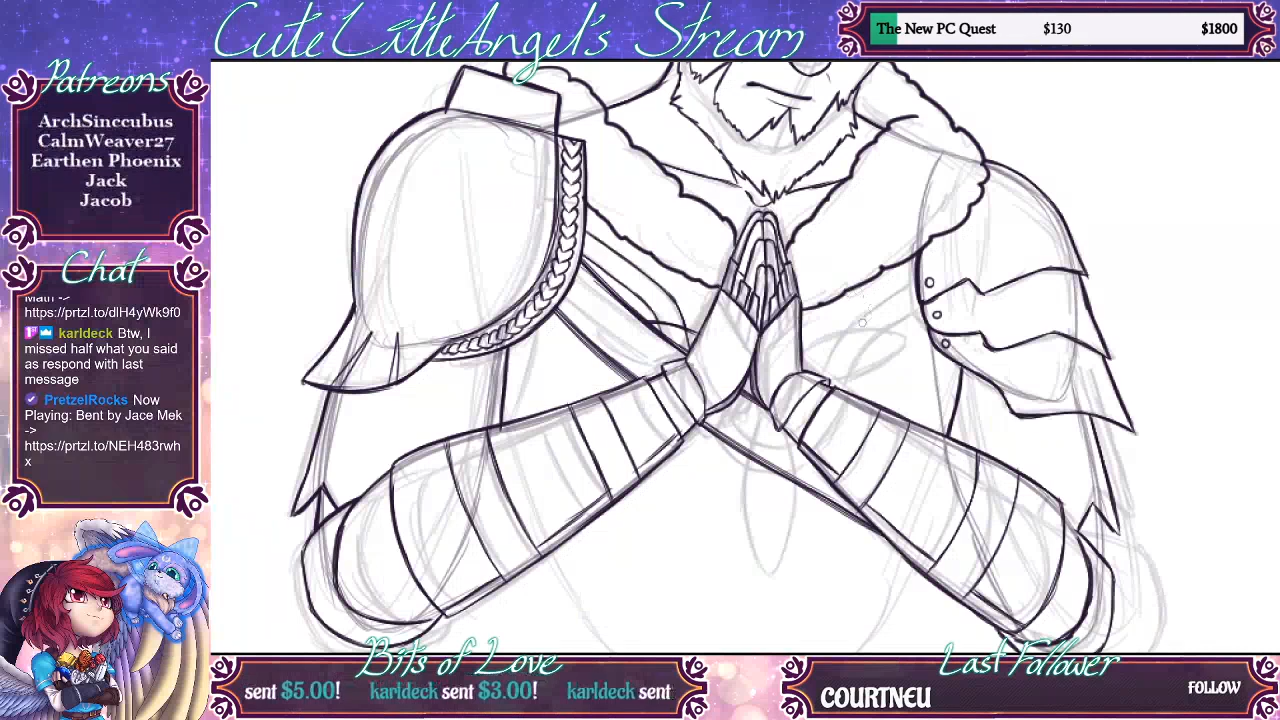 CuteLittleAngel's Stream
The New PC Quest $130 $1800
Patreons
ArchSinccubus
CalmWeaver27
Earthen Phoenix
Jack
Jacob
Chat
Math ->
https://prtzl.to/dlH4yWk9f0
karldeck Btw, I
missed half what you said
as respond with last
message
PretzelRocks Now
Playing: Bent by Jace Mek
->
https://prtzl.to/NEH483rwh
x
Bits of Love
sent $5.00! karldeck sent $3.00! karldeck sent
Last Follower
COURTNEU FOLLOW